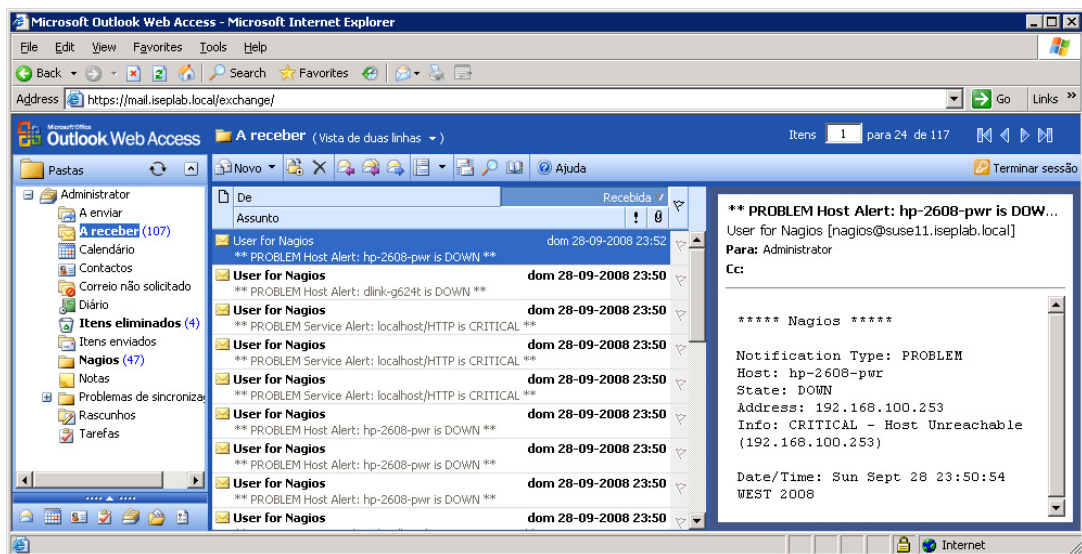 Microsoft Outlook Web Access - Microsoft Internet Explorer
File Edit View Favorites Tools Help
Back Search Favorites
Address https://mail.iseplab.local/exchange/ Go Links »
Microsoft Office
Outlook Web Access A receber (Vista de duas linhas) Itens 1 para 24 de 117
Pastas Novo Ajuda Terminar sessão
Administrator
A enviar
A receber (107)
Calendário
Contactos
Correio não solicitado
Diário
Itens eliminados (4)
Itens enviados
Nagios (47)
Notas
Problemas de sincroniza
Rascunhos
Tarefas
De Recebida
Assunto
User for Nagios dom 28-09-2008 23:52
** PROBLEM Host Alert: hp-2608-pwr is DOWN **
User for Nagios dom 28-09-2008 23:50
** PROBLEM Host Alert: dlink-g624t is DOWN **
User for Nagios dom 28-09-2008 23:50
** PROBLEM Service Alert: localhost/HTTP is CRITICAL **
User for Nagios dom 28-09-2008 23:50
** PROBLEM Service Alert: localhost/HTTP is CRITICAL **
User for Nagios dom 28-09-2008 23:50
** PROBLEM Service Alert: localhost/HTTP is CRITICAL **
User for Nagios dom 28-09-2008 23:50
** PROBLEM Host Alert: hp-2608-pwr is DOWN **
User for Nagios dom 28-09-2008 23:50
** PROBLEM Host Alert: hp-2608-pwr is DOWN **
User for Nagios dom 28-09-2008 23:50
** PROBLEM Host Alert: hp-2608-pwr is DOWN **
User for Nagios dom 28-09-2008 23:50
** PROBLEM Host Alert: hp-2608-pwr is DOW...
User for Nagios [nagios@suse11.iseplab.local]
Para: Administrator
Cc:
***** Nagios *****
Notification Type: PROBLEM
Host: hp-2608-pwr
State: DOWN
Address: 192.168.100.253
Info: CRITICAL - Host Unreachable
(192.168.100.253)
Date/Time: Sun Sept 28 23:50:54
WEST 2008
Internet